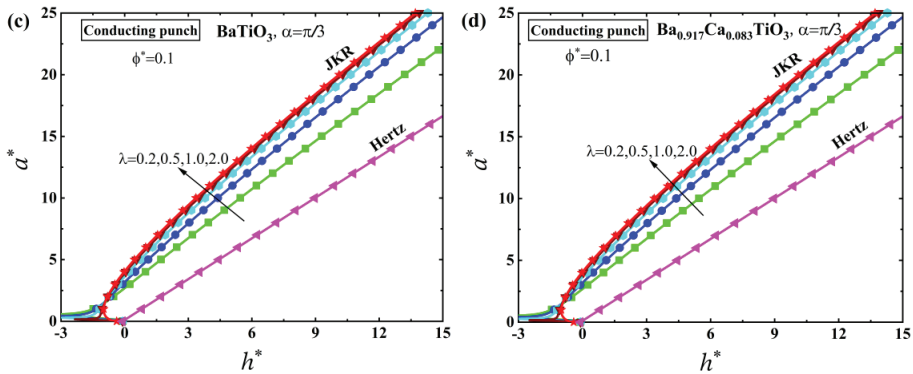 (c)
Conducting punch
BaTiO₃, α=π/3
ϕ*=0.1
JKR
Hertz
λ=0.2,0.5,1.0,2.0
a*
25
20
15
10
5
0
-3 0 3 6 9 12 15
h*
(d)
Conducting punch
Ba₀.₉₁₇Ca₀.₀₈₃TiO₃, α=π/3
ϕ*=0.1
JKR
Hertz
λ=0.2,0.5,1.0,2.0
a*
25
20
15
10
5
0
-3 0 3 6 9 12 15
h*